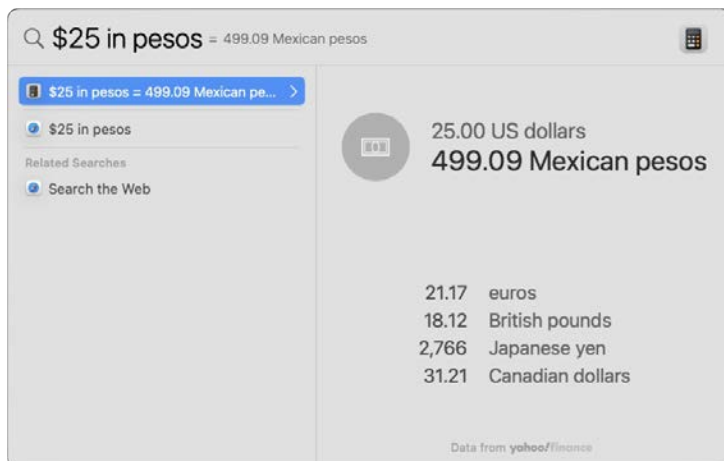 $25 in pesos = 499.09 Mexican pesos
$25 in pesos = 499.09 Mexican pe...
$25 in pesos
Related Searches
Search the Web
25.00 US dollars
499.09 Mexican pesos
21.17 euros
18.12 British pounds
2,766 Japanese yen
31.21 Canadian dollars
Data from yahoo!finance